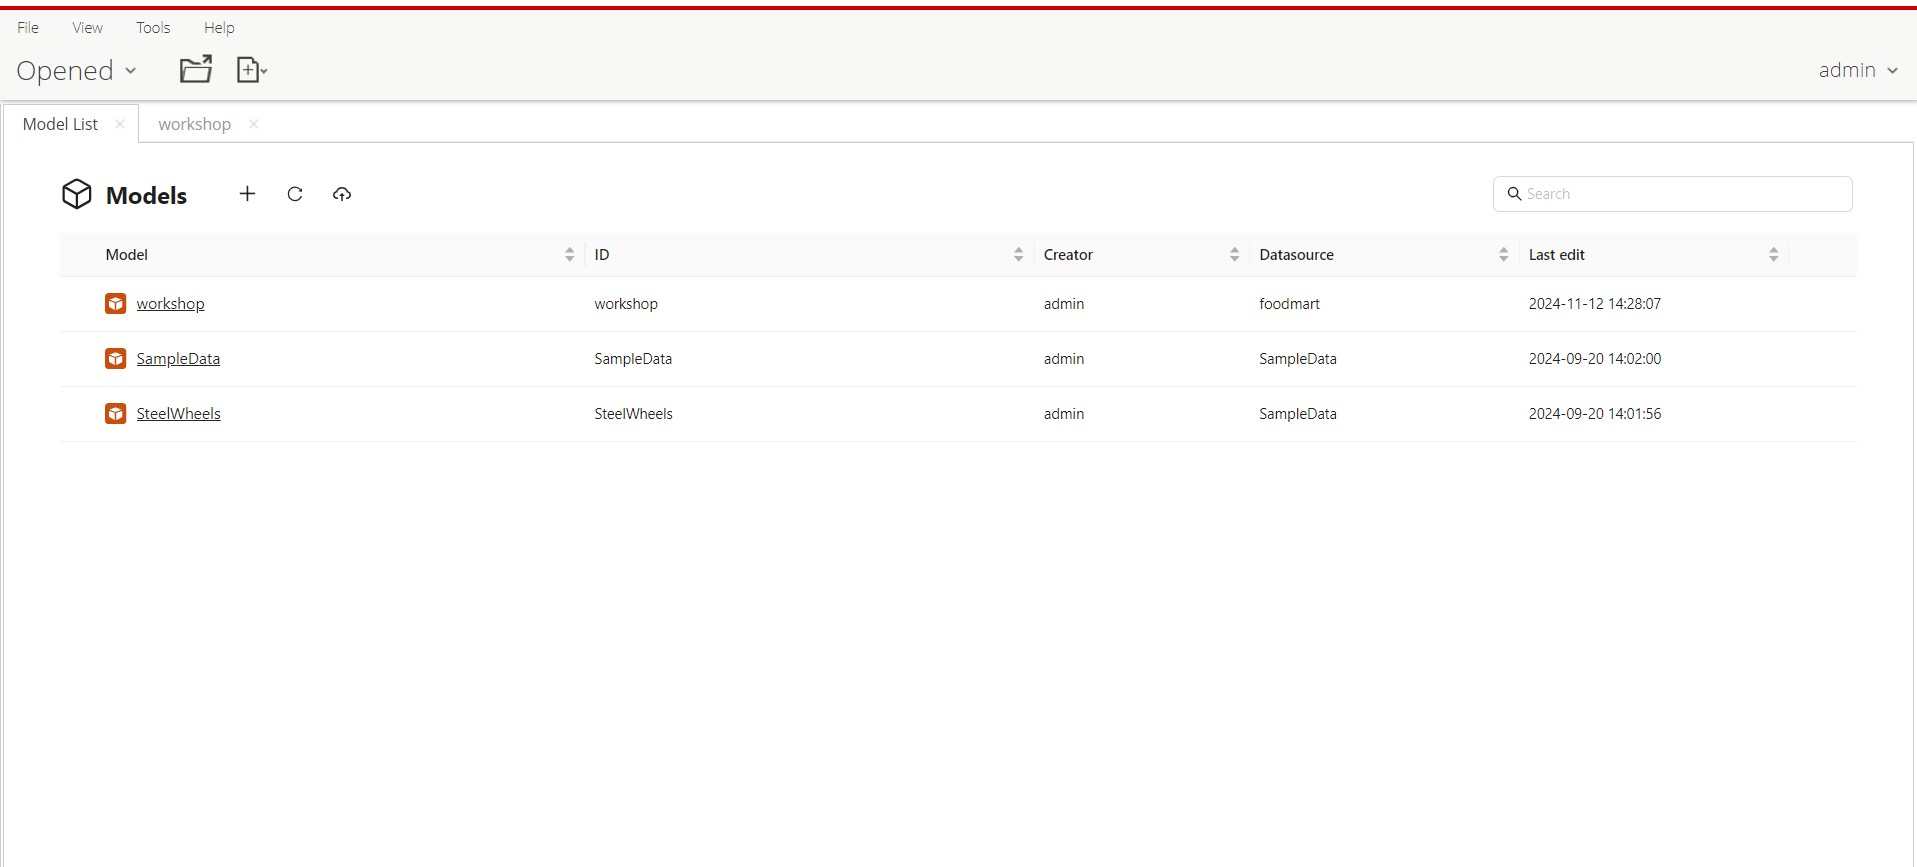 File View Tools Help
Opened admin
Model List workshop
Models Search
Model ID Creator Datasource Last edit
workshop workshop admin foodmart 2024-11-12 14:28:07
SampleData SampleData admin SampleData 2024-09-20 14:02:00
SteelWheels SteelWheels admin SampleData 2024-09-20 14:01:56